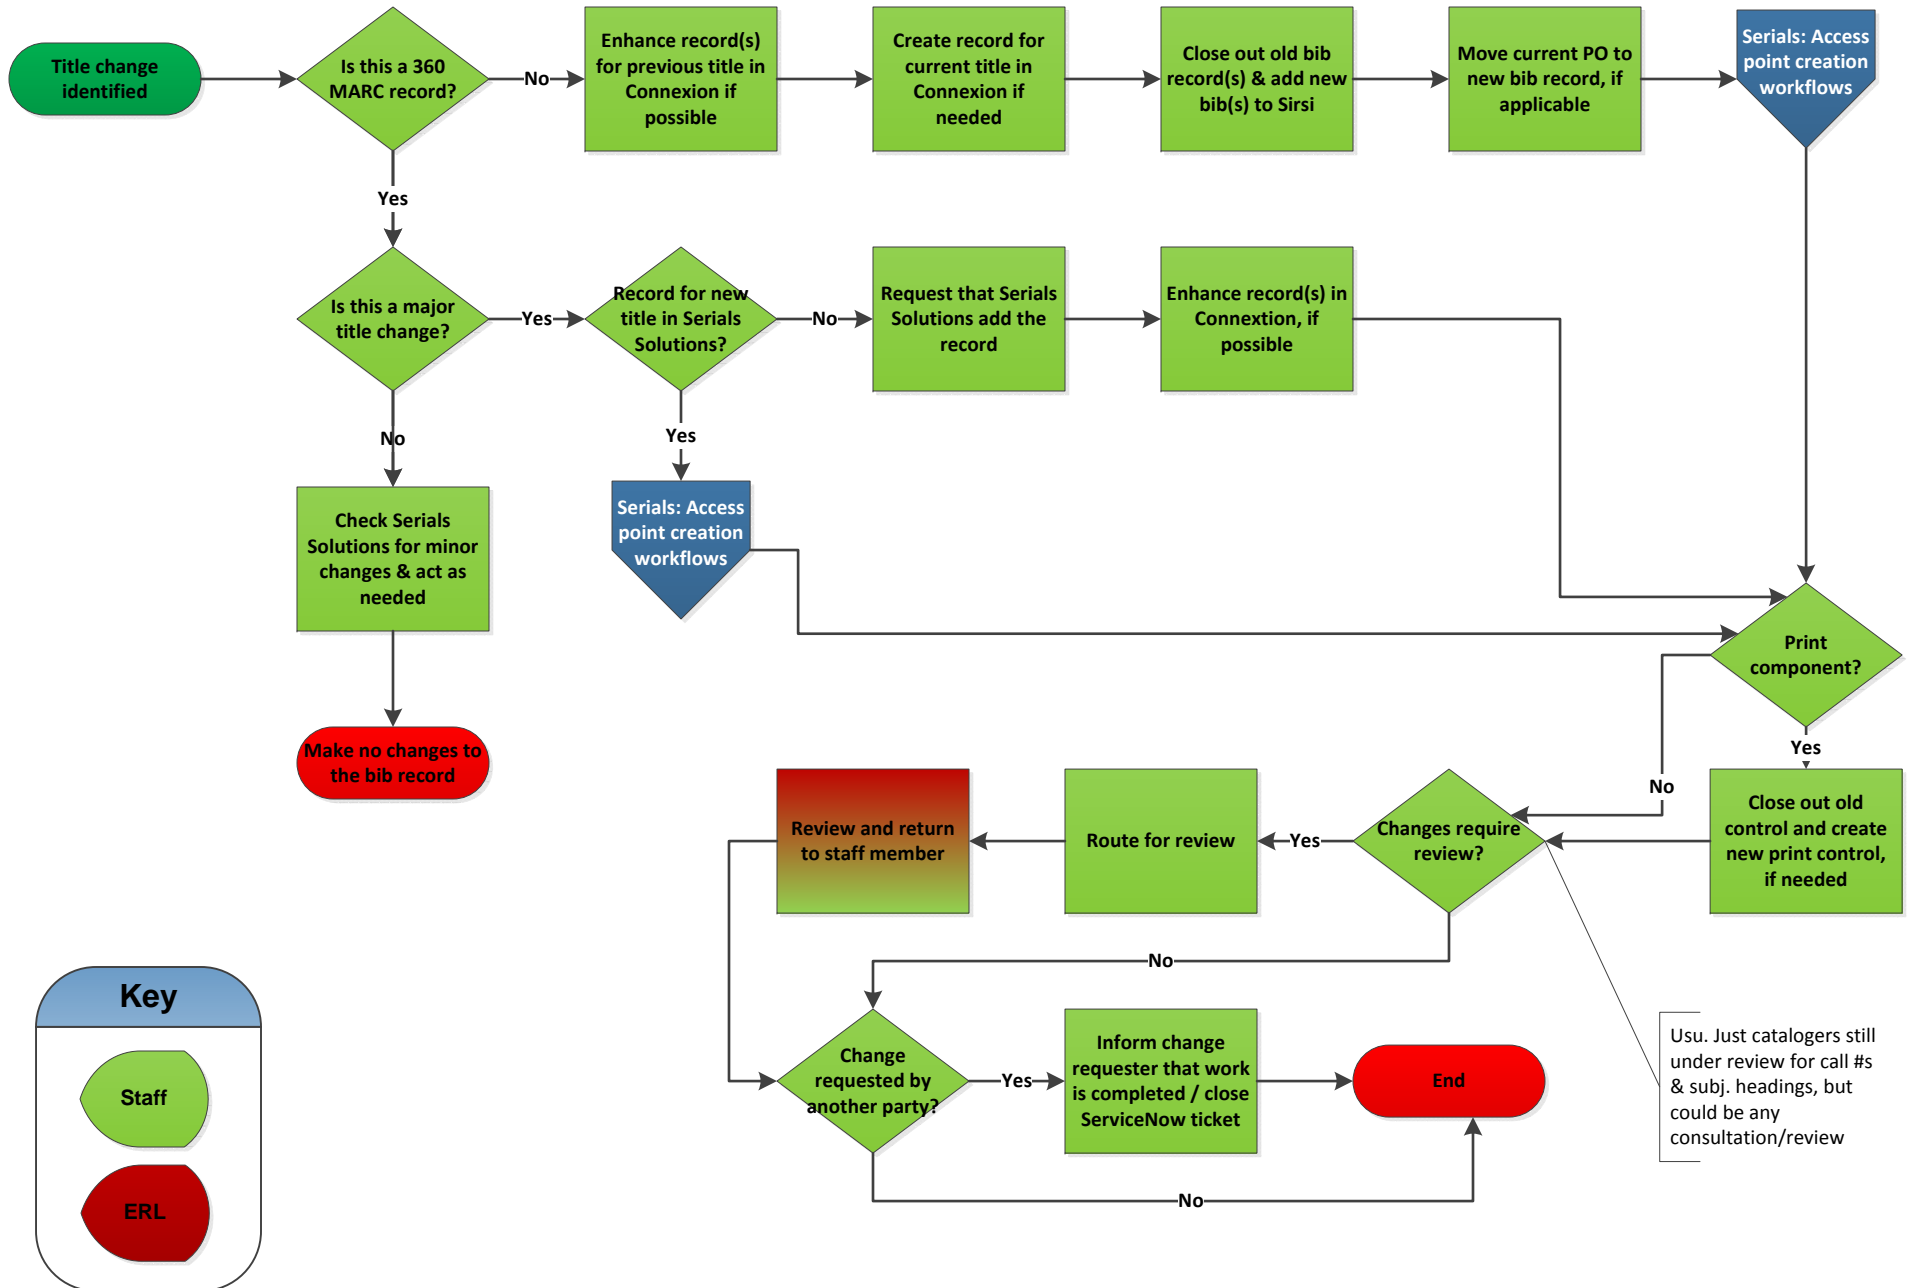 Title change
identified
Is this a 360
MARC record?
No
Enhance record(s)
for previous title in
Connexion if
possible
Create record for
current title in
Connexion if
needed
Close out old bib
record(s) & add new
bib(s) to Sirsi
Move current PO to
new bib record, if
applicable
Serials: Access
point creation
workflows
Yes
Is this a major
title change?
Yes
Record for new
title in Serials
Solutions?
No
Request that Serials
Solutions add the
record
Enhance record(s) in
Connextion, if
possible
No
Yes
Check Serials
Solutions for minor
changes & act as
needed
Serials: Access
point creation
workflows
Make no changes to
the bib record
Print
component?
Yes
No
Close out old
control and create
new print control,
if needed
Changes require
review?
Yes
Route for review
Review and return
to staff member
No
Change
requested by
another party?
Yes
Inform change
requester that work
is completed / close
ServiceNow ticket
End
No
Usu. Just catalogers still
under review for call #s
& subj. headings, but
could be any
consultation/review
Key
Staff
ERL